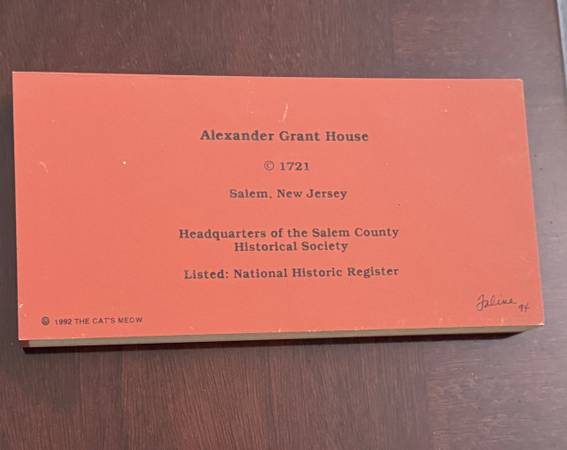 Alexander Grant House
© 1721
Salem, New Jersey
Headquarters of the Salem County
Historical Society
Listed: National Historic Register
© 1992 THE CAT'S MEOW
Faline 94